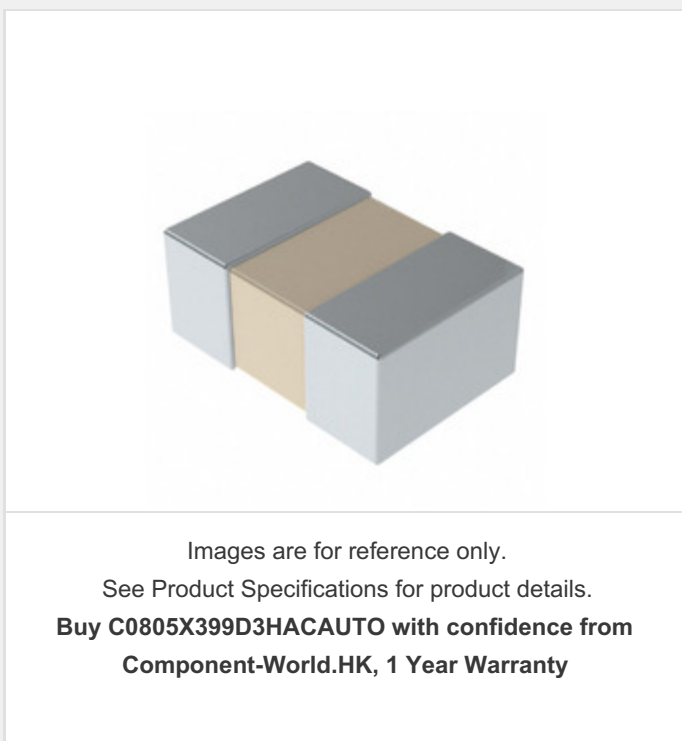 Images are for reference only.
See Product Specifications for product details.
Buy C0805X399D3HACAUTO with confidence from
Component-World.HK, 1 Year Warranty